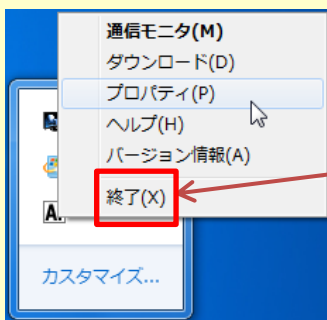 通信モニタ(M)
ダウンロード(D)
プロパティ(P)
ヘルプ(H)
バージョン情報(A)
終了(X)
A.
カスタマイズ...